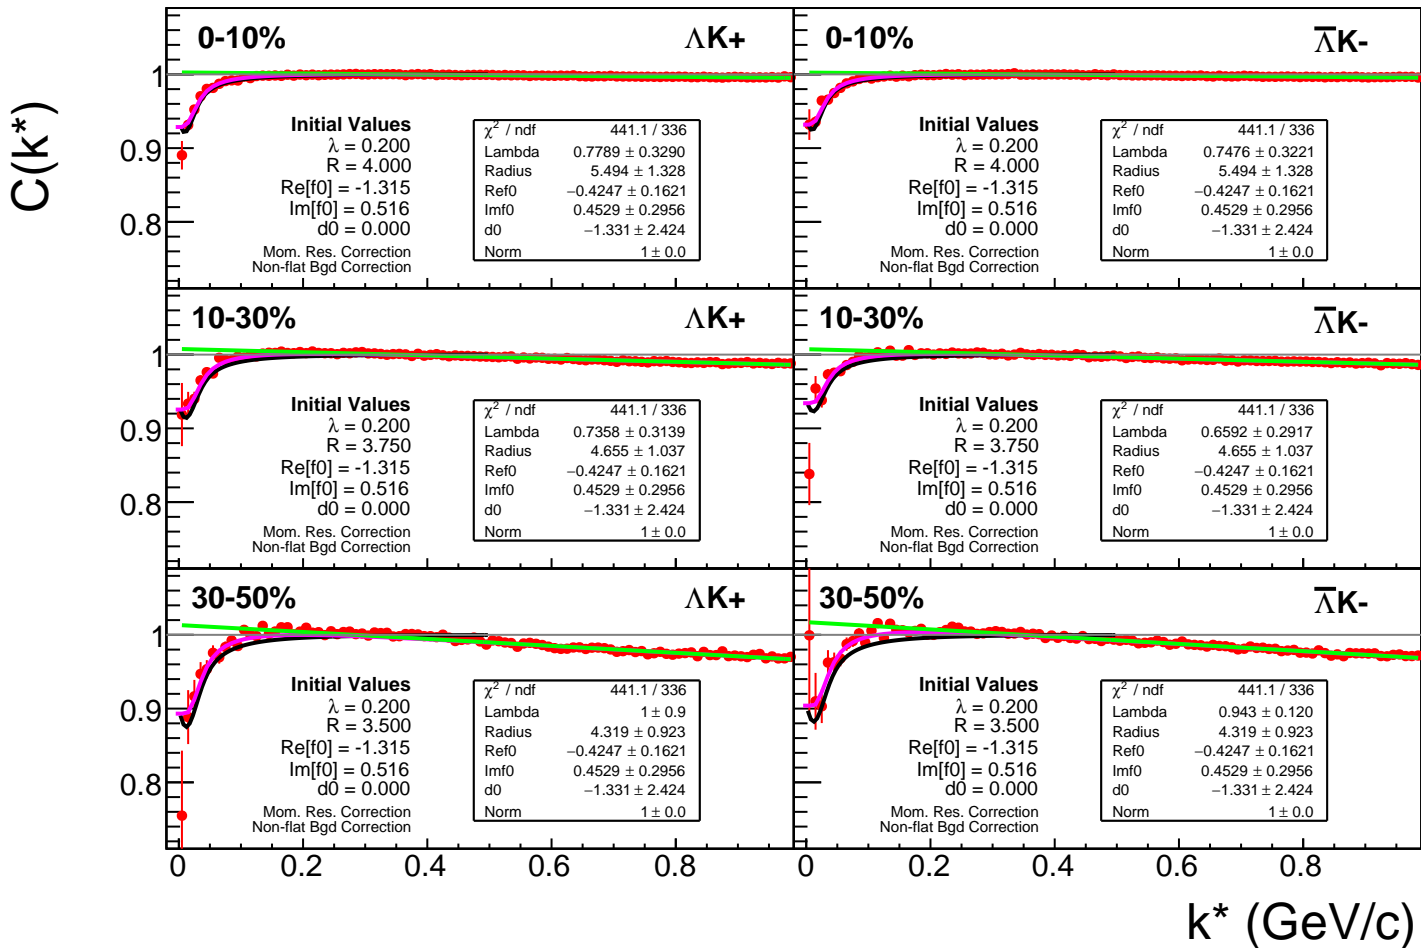 C(k*)
0-10%
ΛK+
1
0.9
0.8
Initial Values
λ = 0.200
R = 4.000
Re[f0] = -1.315
Im[f0] = 0.516
d0 = 0.000
Mom. Res. Correction
Non-flat Bgd Correction
χ² / ndf 441.1 / 336
Lambda 0.7789 ± 0.3290
Radius 5.494 ± 1.328
Ref0 −0.4247 ± 0.1621
Imf0 0.4529 ± 0.2956
d0 −1.331 ± 2.424
Norm 1 ± 0.0
0-10%
Λ̅K-
Initial Values
λ = 0.200
R = 4.000
Re[f0] = -1.315
Im[f0] = 0.516
d0 = 0.000
Mom. Res. Correction
Non-flat Bgd Correction
χ² / ndf 441.1 / 336
Lambda 0.7476 ± 0.3221
Radius 5.494 ± 1.328
Ref0 −0.4247 ± 0.1621
Imf0 0.4529 ± 0.2956
d0 −1.331 ± 2.424
Norm 1 ± 0.0
10-30%
ΛK+
1
0.9
0.8
Initial Values
λ = 0.200
R = 3.750
Re[f0] = -1.315
Im[f0] = 0.516
d0 = 0.000
Mom. Res. Correction
Non-flat Bgd Correction
χ² / ndf 441.1 / 336
Lambda 0.7358 ± 0.3139
Radius 4.655 ± 1.037
Ref0 −0.4247 ± 0.1621
Imf0 0.4529 ± 0.2956
d0 −1.331 ± 2.424
Norm 1 ± 0.0
10-30%
Λ̅K-
Initial Values
λ = 0.200
R = 3.750
Re[f0] = -1.315
Im[f0] = 0.516
d0 = 0.000
Mom. Res. Correction
Non-flat Bgd Correction
χ² / ndf 441.1 / 336
Lambda 0.6592 ± 0.2917
Radius 4.655 ± 1.037
Ref0 −0.4247 ± 0.1621
Imf0 0.4529 ± 0.2956
d0 −1.331 ± 2.424
Norm 1 ± 0.0
30-50%
ΛK+
1
0.9
0.8
Initial Values
λ = 0.200
R = 3.500
Re[f0] = -1.315
Im[f0] = 0.516
d0 = 0.000
Mom. Res. Correction
Non-flat Bgd Correction
χ² / ndf 441.1 / 336
Lambda 1 ± 0.9
Radius 4.319 ± 0.923
Ref0 −0.4247 ± 0.1621
Imf0 0.4529 ± 0.2956
d0 −1.331 ± 2.424
Norm 1 ± 0.0
30-50%
Λ̅K-
Initial Values
λ = 0.200
R = 3.500
Re[f0] = -1.315
Im[f0] = 0.516
d0 = 0.000
Mom. Res. Correction
Non-flat Bgd Correction
χ² / ndf 441.1 / 336
Lambda 0.943 ± 0.120
Radius 4.319 ± 0.923
Ref0 −0.4247 ± 0.1621
Imf0 0.4529 ± 0.2956
d0 −1.331 ± 2.424
Norm 1 ± 0.0
0 0.2 0.4 0.6 0.8 0 0.2 0.4 0.6 0.8
k* (GeV/c)